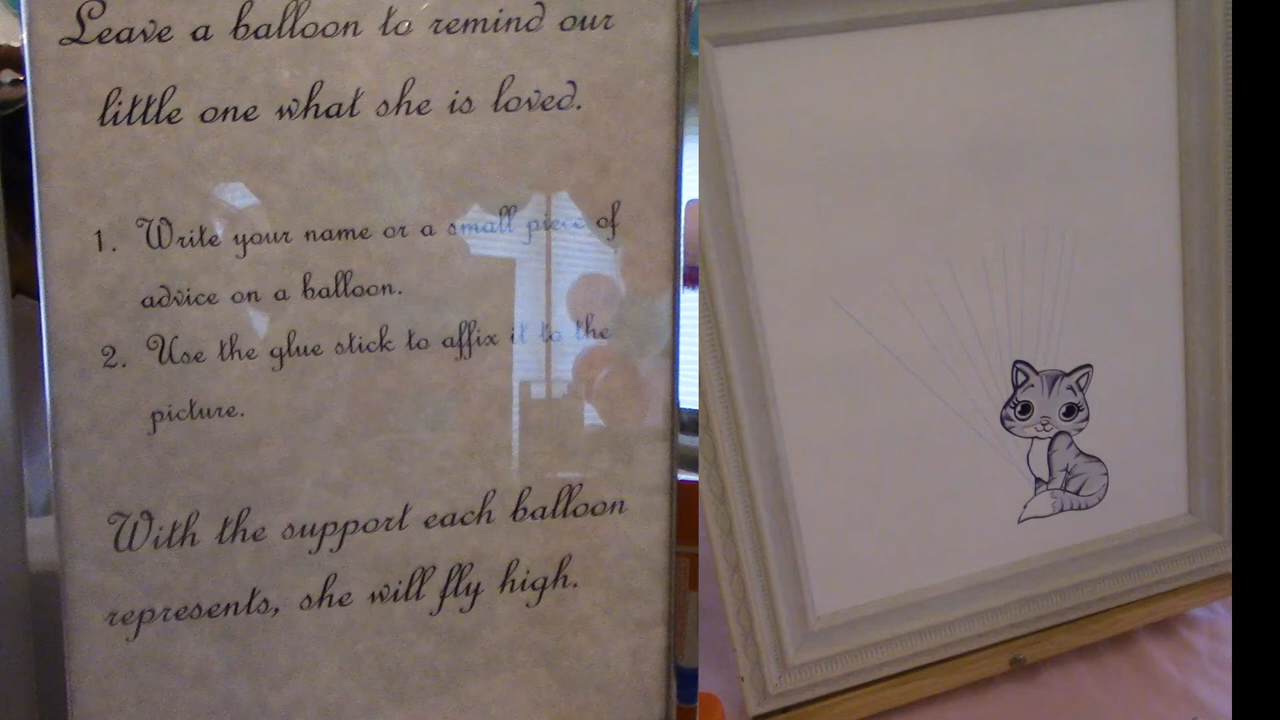 Leave a balloon to remind our
little one what she is loved.
1. Write your name or a small piece of
advice on a balloon.
2. Use the glue stick to affix it to the
picture.
With the support each balloon
represents, she will fly high.